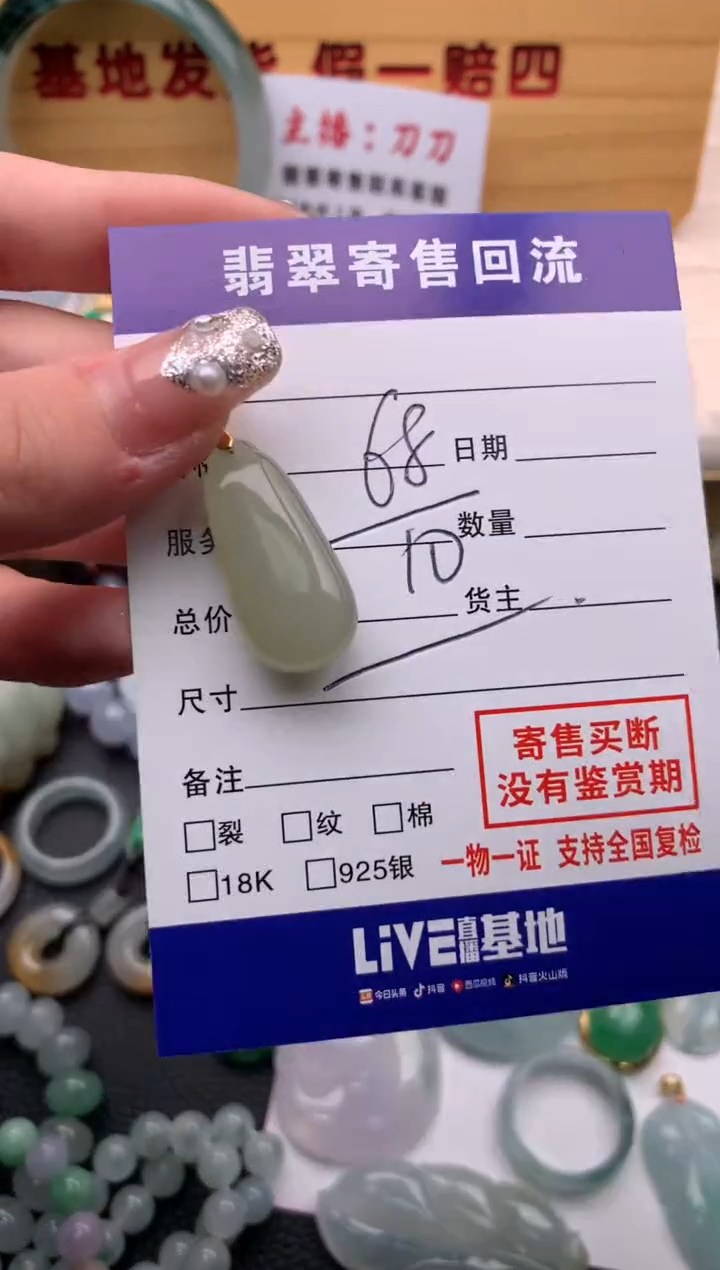 基地发货 假一赔四
主播：刀刀
翡翠寄售回流
68 日期
服务
10 数量
总价 货主
尺寸
备注
寄售买断
没有鉴赏期
裂 纹 棉
18K 925银
一物一证 支持全国复检
LiVE直播基地
今日头条 抖音 西瓜视频 抖音火山版